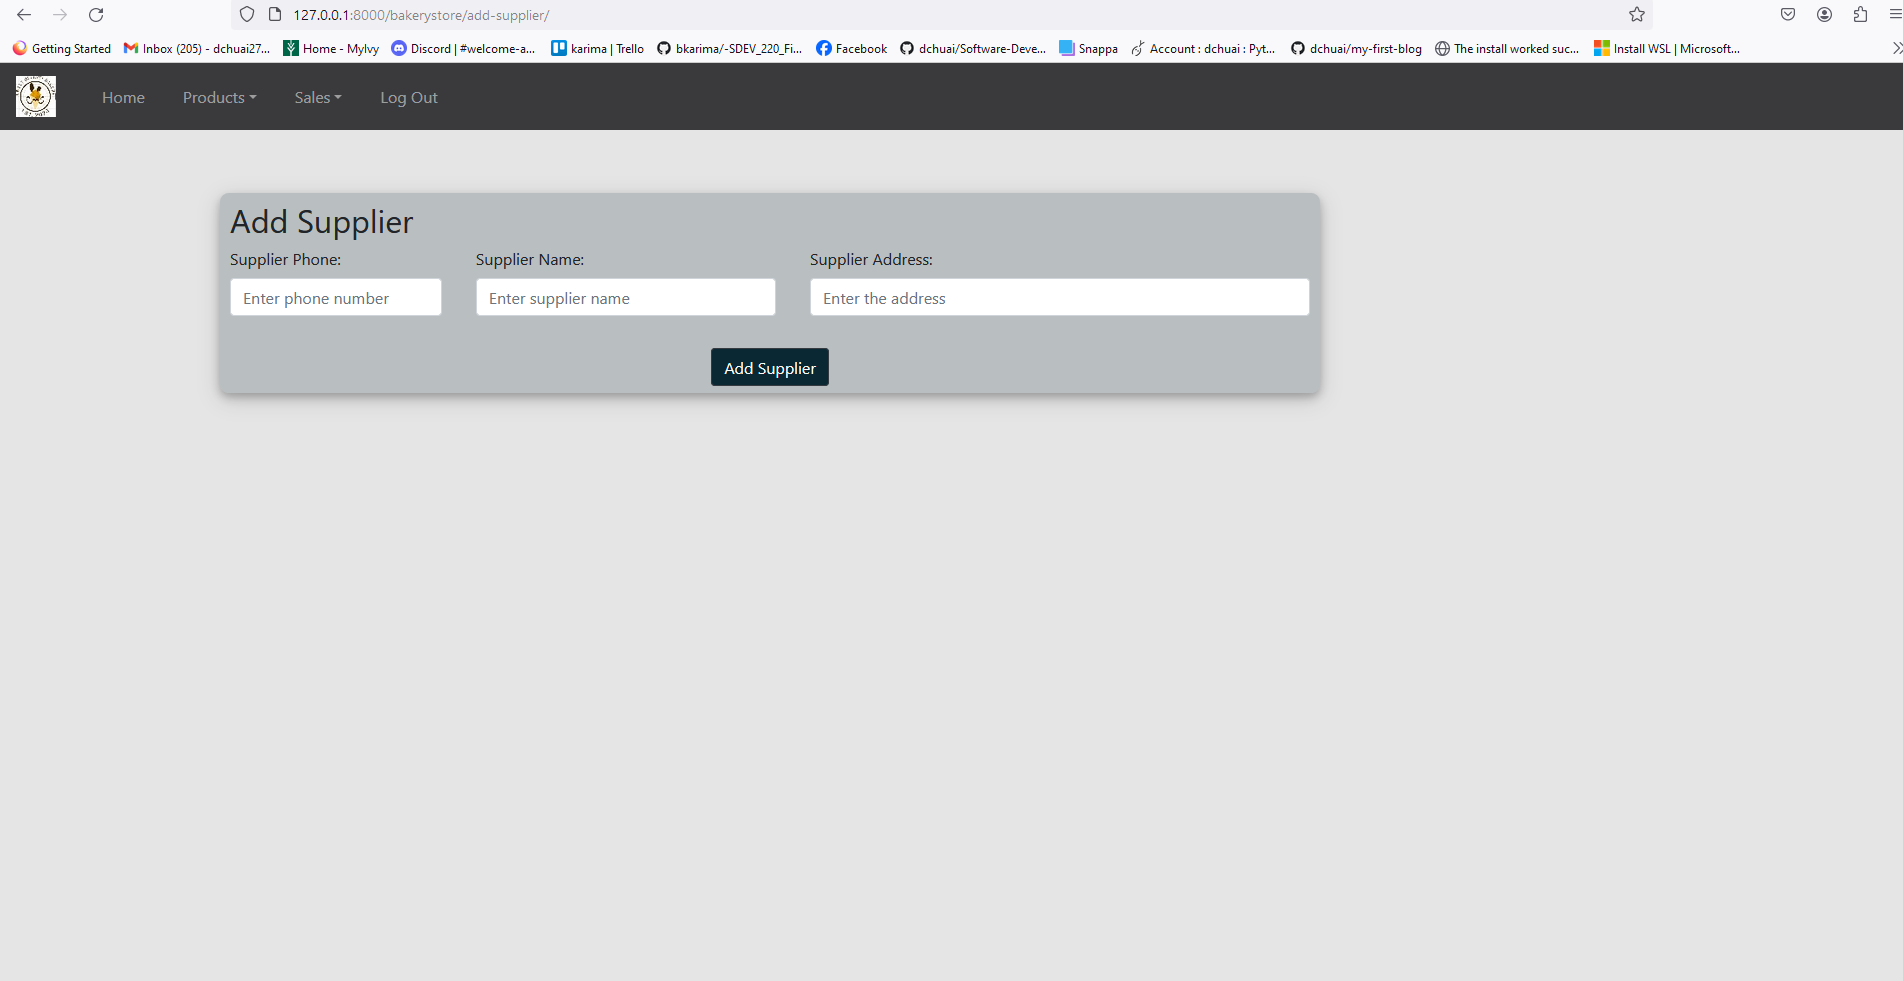 127.0.0.1:8000/bakerystore/add-supplier/
Getting Started Inbox (205) - dchuai27... Home - MyIvy Discord | #welcome-a... karima | Trello bkarima/-SDEV_220_Fi... Facebook dchuai/Software-Deve... Snappa Account : dchuai : Pyt... dchuai/my-first-blog The install worked suc... Install WSL | Microsoft...
Home Products Sales Log Out
Add Supplier
Supplier Phone: Supplier Name: Supplier Address:
Enter phone number Enter supplier name Enter the address
Add Supplier